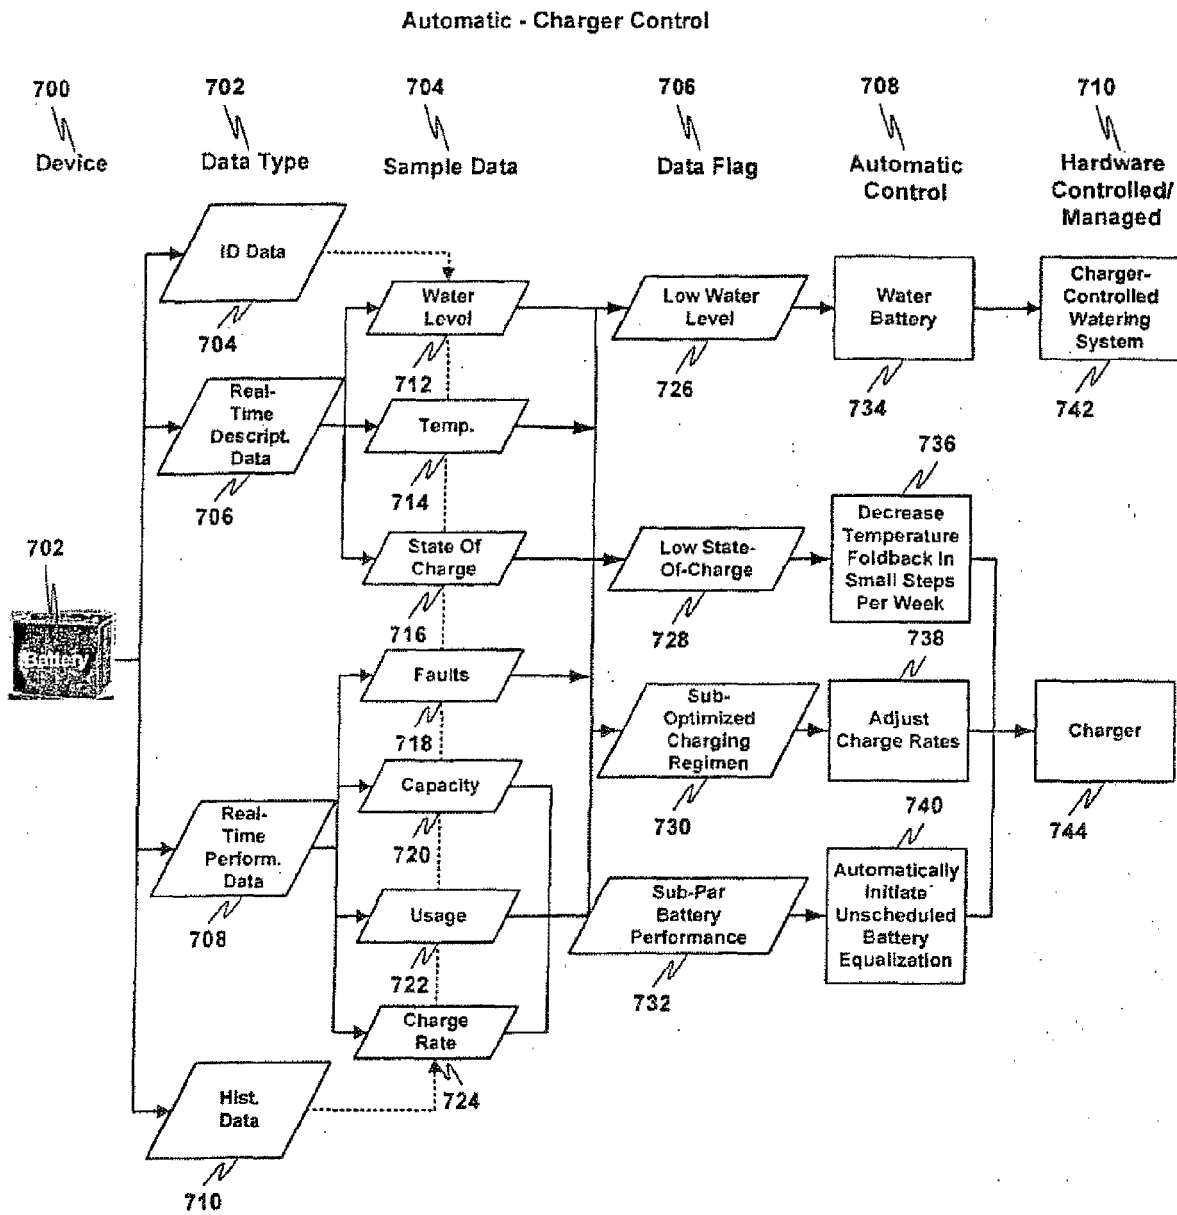 Automatic - Charger Control
700
702
704
706
708
710
Device
Data Type
Sample Data
Data Flag
Automatic
Control
Hardware
Controlled/
Managed
ID Data
704
Real-
Time
Descript.
Data
706
702
Battery
Real-
Time
Perform.
Data
708
Hist.
Data
710
Water
Level
712
Temp.
714
State Of
Charge
716
Faults
718
Capacity
720
Usage
722
Charge
Rate
724
Low Water
Level
726
Low State-
Of-Charge
728
Sub-
Optimized
Charging
Regimen
730
Sub-Par
Battery
Performance
732
Water
Battery
734
736
Decrease
Temperature
Foldback In
Small Steps
Per Week
738
Adjust
Charge Rates
740
Automatically
Initiate
Unscheduled
Battery
Equalization
Charger-
Controlled
Watering
System
742
Charger
744